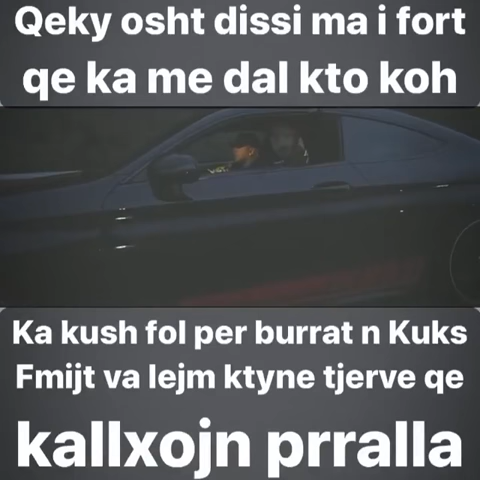 Qeky osht dissi ma i fort
qe ka me dal kto koh
Ka kush fol per burrat n Kuks
Fmijt va lejm ktyne tjerve qe
kallxojn prralla